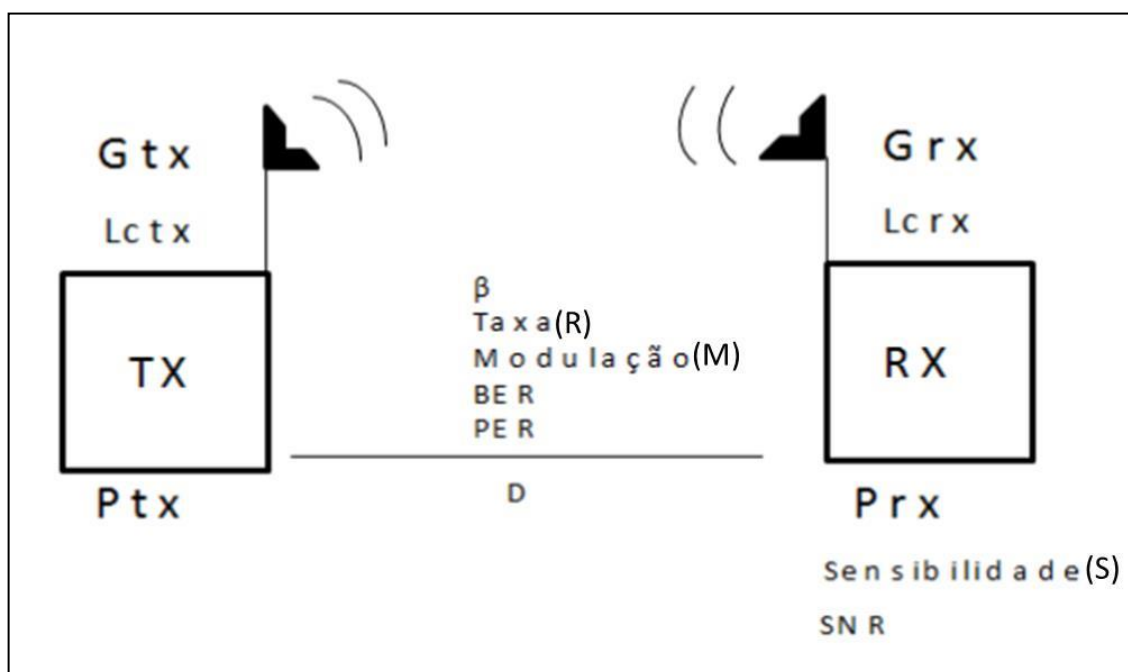 Gtx
Lctx
TX
Ptx
β
Taxa(R)
Modulação(M)
BER
PER
D
Grx
Lcrx
RX
Prx
Sensibilidade(S)
SNR